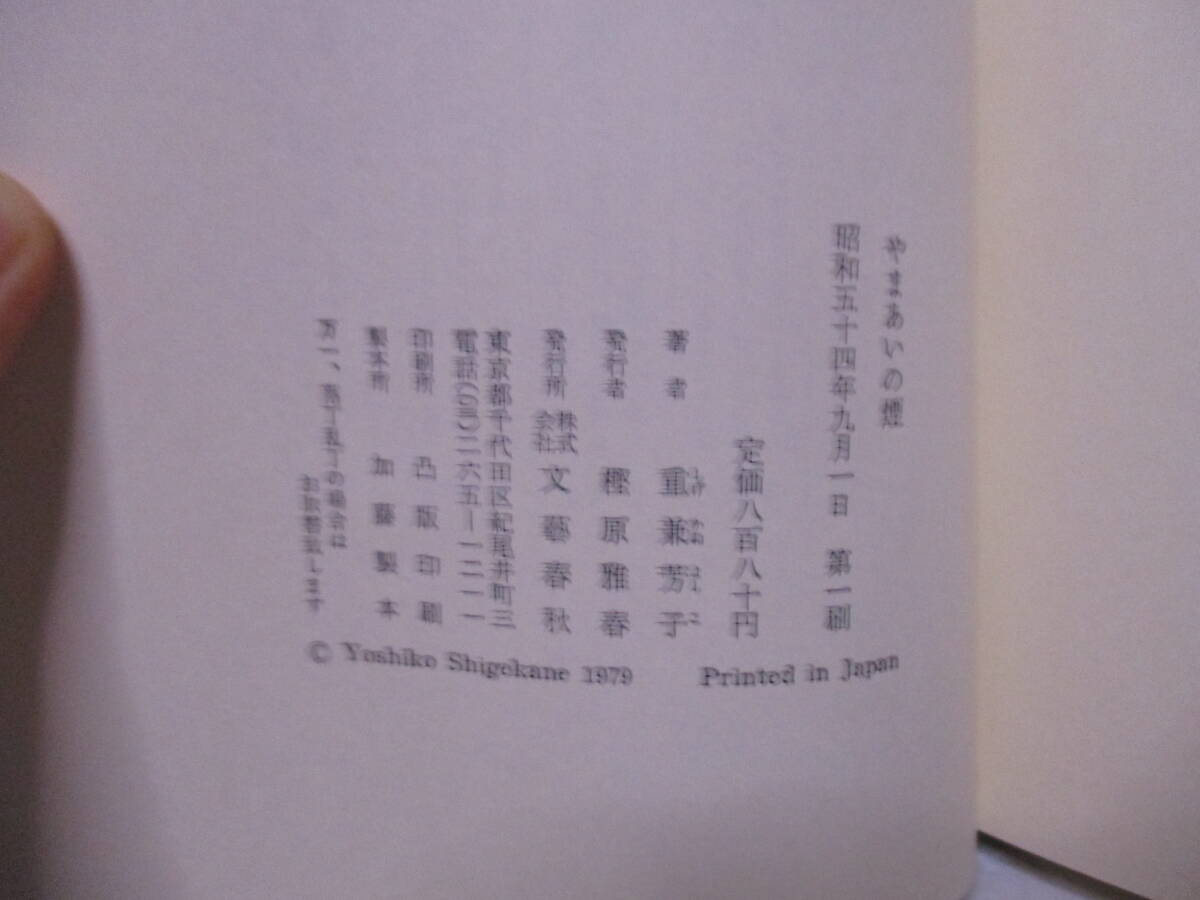 やまあいの煙
昭和五十四年九月一日　第一刷
定価八百八十円
著者　重兼芳子
発行者　樫原雅春
発行所　株式会社文藝春秋
東京都千代田区紀尾井町三
電話(〇三)二六五―一二一一
印刷所　凸版印刷
製本所　加藤製本
万一、落丁乱丁の場合は
お取替致します
© Yoshiko Shigekane 1979　Printed in Japan